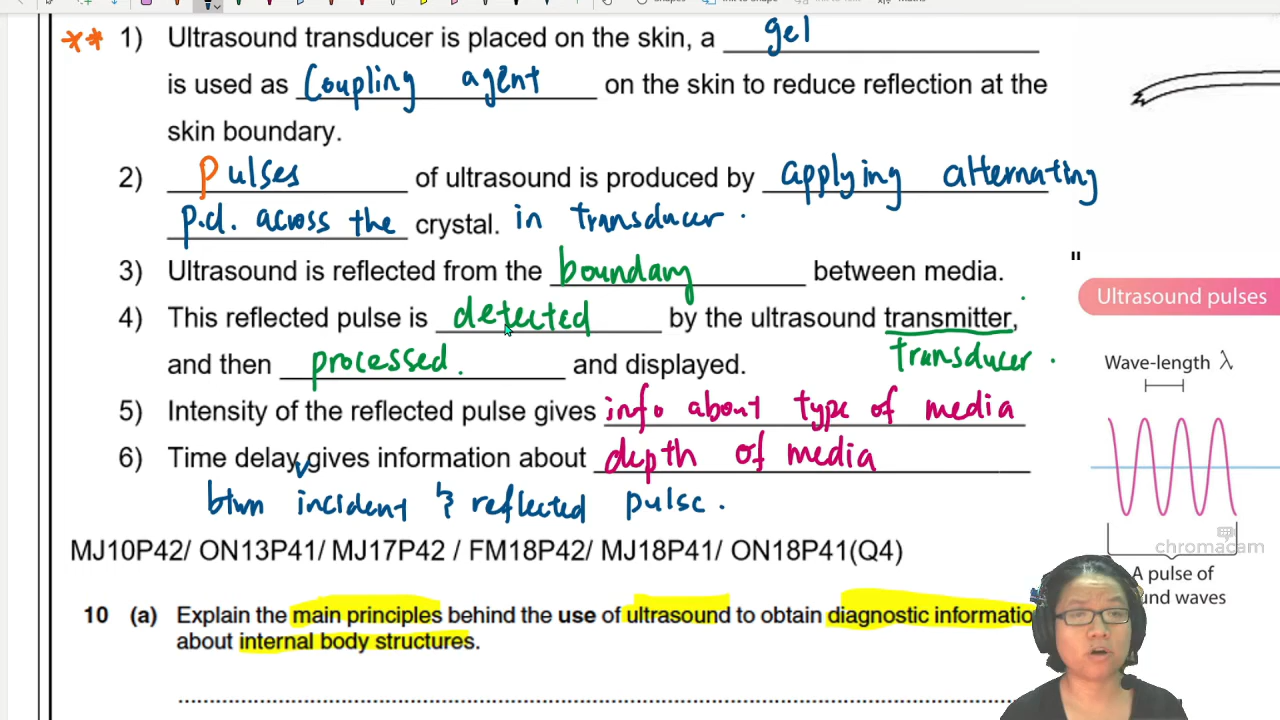 ** 1) Ultrasound transducer is placed on the skin, a gel
is used as Coupling agent on the skin to reduce reflection at the
skin boundary.
2) Pulses of ultrasound is produced by applying alternating
p.d. across the crystal. in transducer.
3) Ultrasound is reflected from the boundary between media.
4) This reflected pulse is detected by the ultrasound transmitter,
transducer.
and then processed. and displayed.
5) Intensity of the reflected pulse gives info about type of media
6) Time delay gives information about depth of media
btwn incident & reflected pulse.
MJ10P42/ ON13P41/ MJ17P42 / FM18P42/ MJ18P41/ ON18P41(Q4)
10 (a) Explain the main principles behind the use of ultrasound to obtain diagnostic informatio
about internal body structures.
"
Ultrasound pulses
Wave-length λ
chromacam
A pulse of
und waves